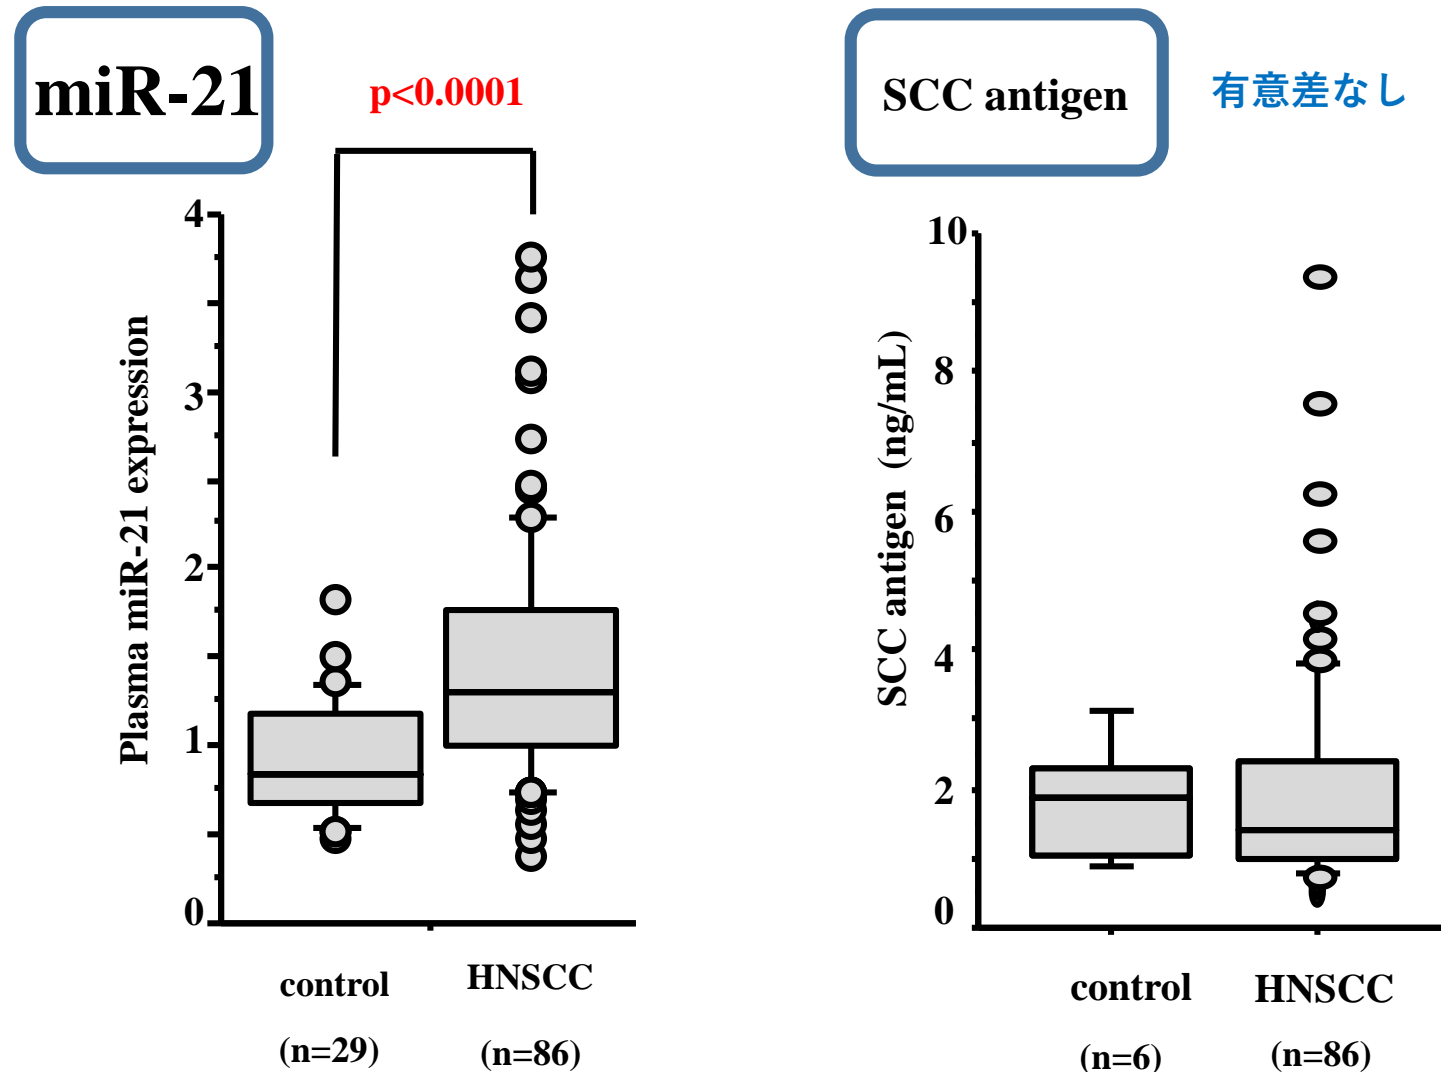 miR-21
p<0.0001
4
3
2
1
0
Plasma miR-21 expression
control
HNSCC
(n=29)
(n=86)
SCC antigen
有意差なし
10
8
6
4
2
0
SCC antigen (ng/mL)
control
HNSCC
(n=6)
(n=86)